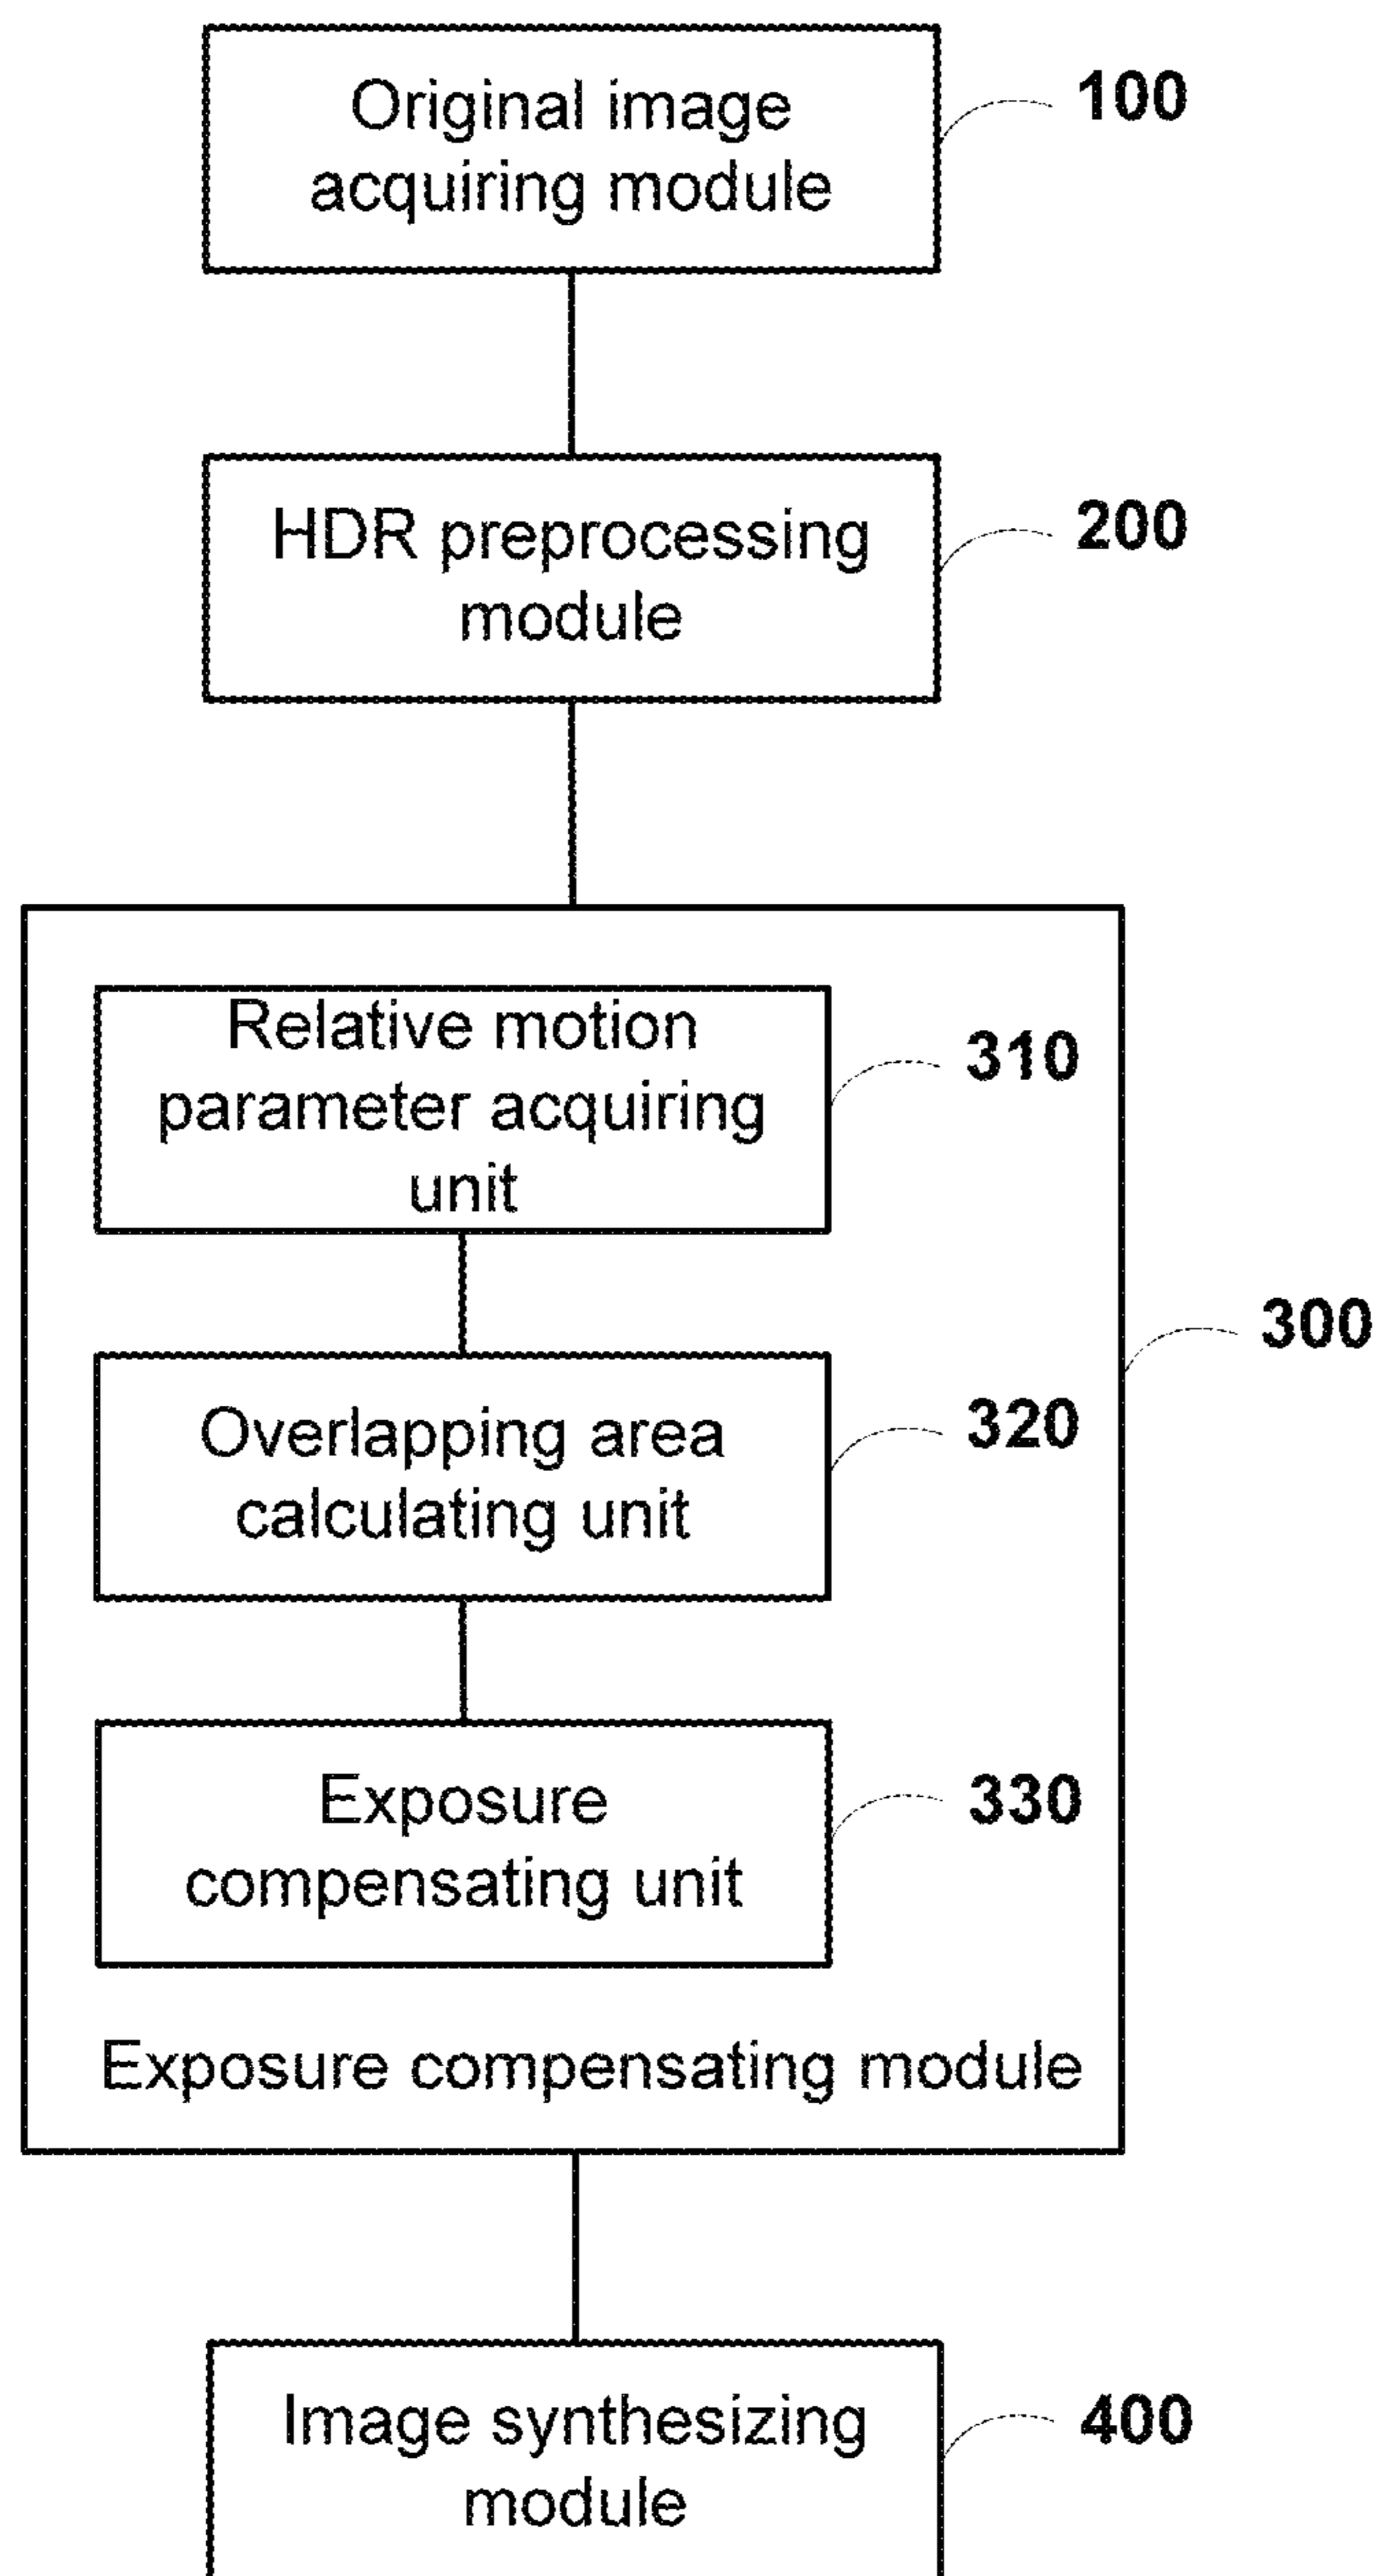 Original image
acquiring module
100
HDR preprocessing
module
200
Relative motion
parameter acquiring
unit
310
300
Overlapping area
calculating unit
320
Exposure
compensating unit
330
Exposure compensating module
Image synthesizing
module
400